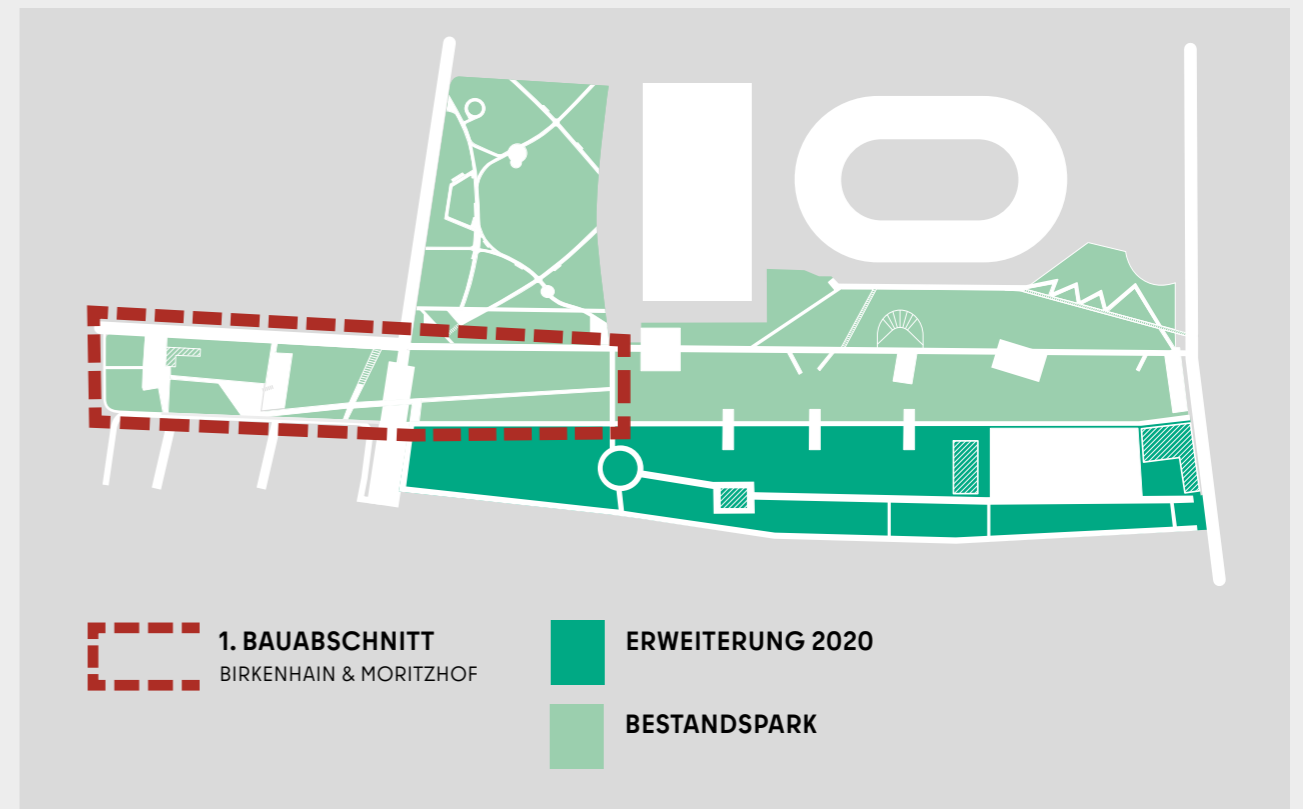 1. BAUABSCHNITT
BIRKENHAIN & MORITZHOF
ERWEITERUNG 2020
BESTANDSPARK